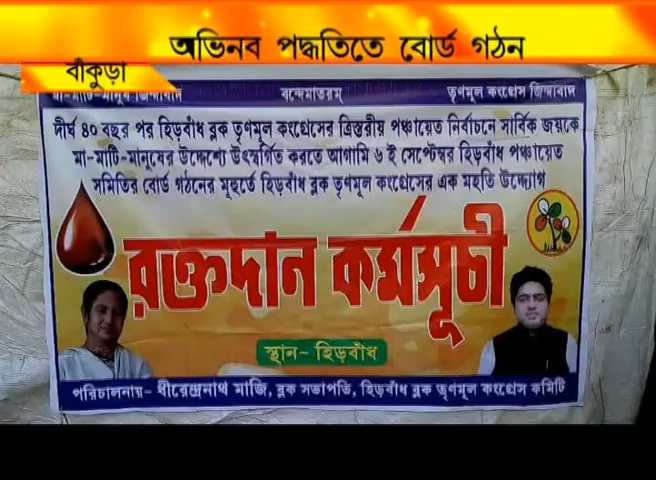 অভিনব পদ্ধতিতে বোর্ড গঠন
বাঁকুড়া
মা-মাটি-মানুষ জিন্দাবাদ বন্দেমাতরম্ তৃণমূল কংগ্রেস জিন্দাবাদ
দীর্ঘ ৪০ বছর পর হিড়বাঁধ ব্লক তৃণমূল কংগ্রেসের ত্রিস্তরীয় পঞ্চায়েত নির্বাচনে সার্বিক জয়কে
মা-মাটি-মানুষের উদ্দেশ্যে উৎস্বর্গিত করতে আগামি ৬ ই সেপ্টেম্বর হিড়বাঁধ পঞ্চায়েত
সমিতির বোর্ড গঠনের মূহুর্তে হিড়বাঁধ ব্লক তৃণমূল কংগ্রেসের এক মহতি উদ্দ্যোগ
রক্তদান কর্মসূচী
স্থান- হিড়বাঁধ
পরিচালনায়- ধীরেন্দ্রনাথ মাজি, ব্লক সভাপতি, হিড়বাঁধ ব্লক তৃণমূল কংগ্রেস কমিটি